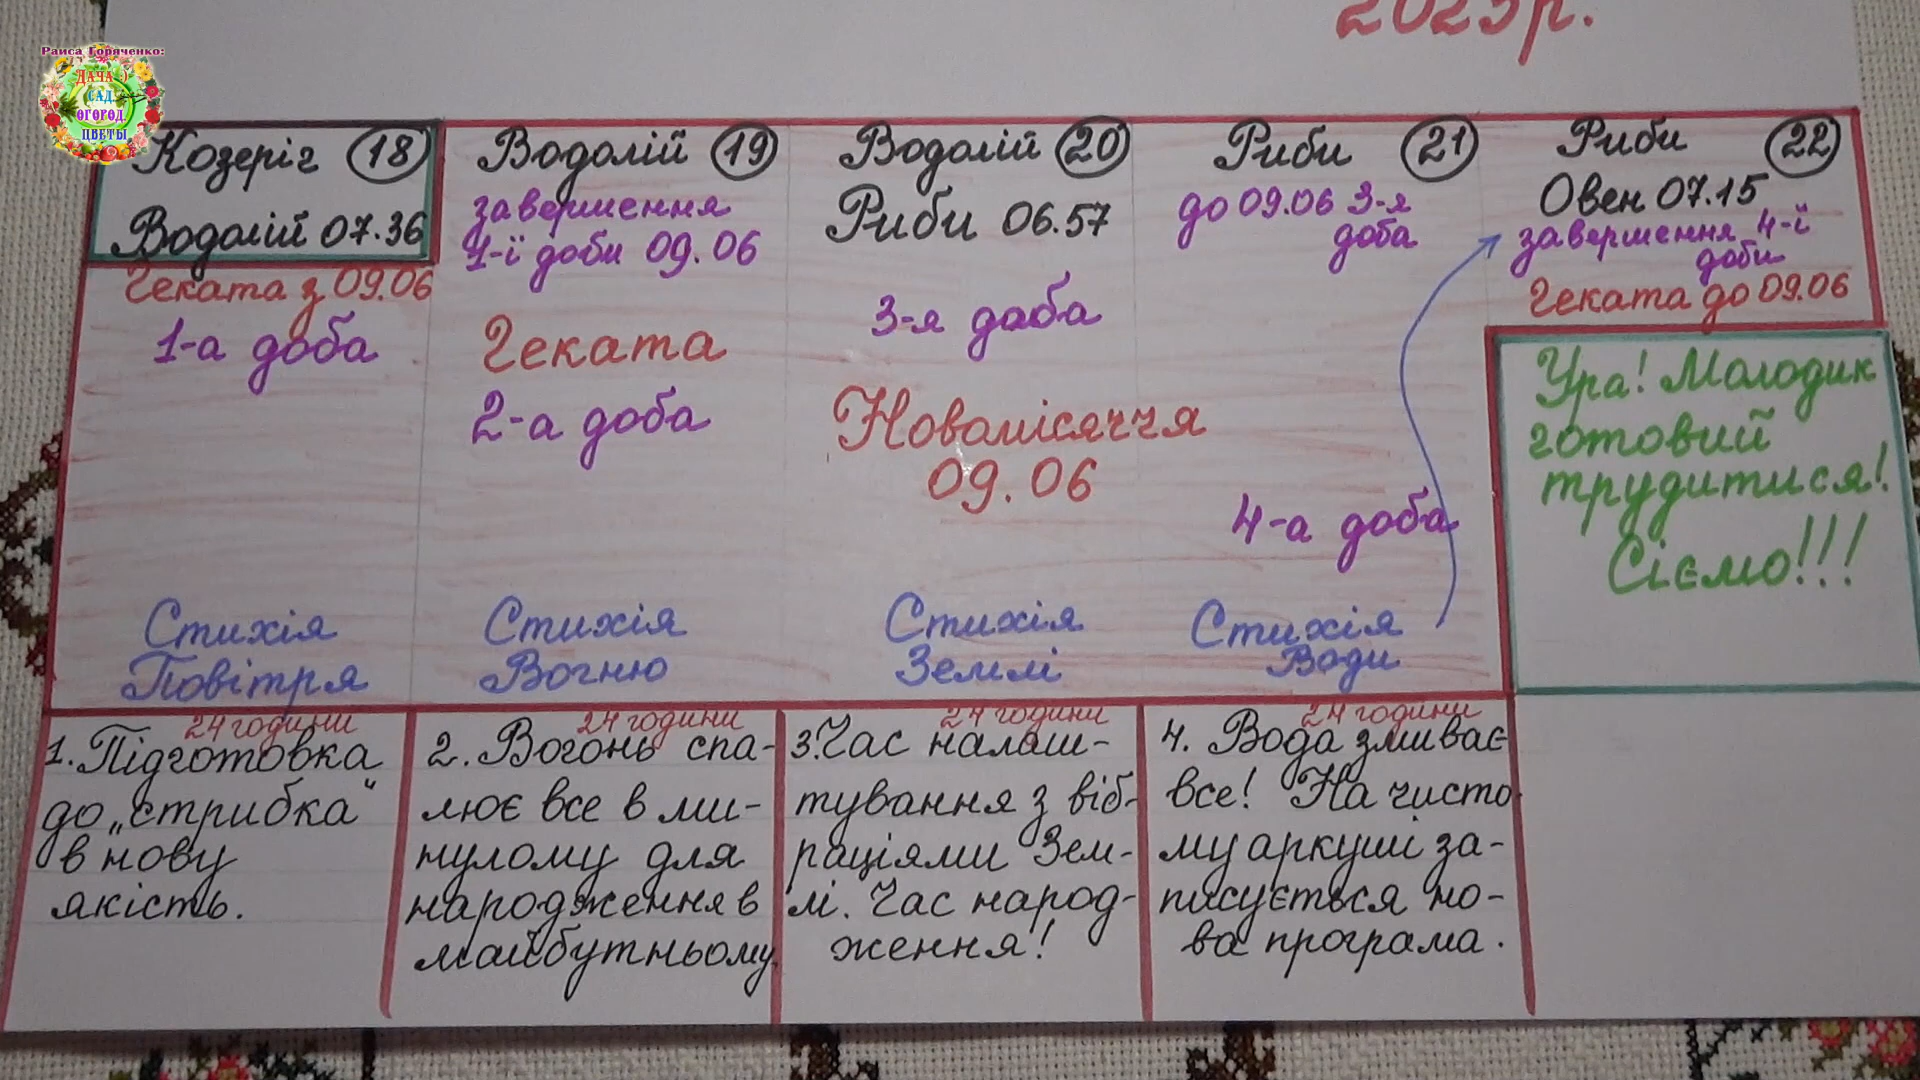 2023р.
Раиса Горяченко:
ДАЧА
САД
ОГОРОД
ЦВЕТЫ
Козеріг 18
Водолій 07.36
Геката з 09.06
1-а доба
Стихія
Повітря
Водолій 19
завершення
1-ї доби 09.06
Геката
2-а доба
Стихія
Вогню
Водолій 20
Риби 06.57
3-я доба
Новомісяччя
09.06
Стихія
Землі
Риби 21
до 09.06 3-я
доба
4-а доба
Стихія
Води
Риби 22
Овен 07.15
завершення 4-ї
доби
Геката до 09.06
Ура! Молодик
готовий
трудитися!
Сіємо!!!
24 години
1. Підготовка
до „стрибка"
в нову
якість.
24 години
2. Вогонь спа-
лює все в ми-
нулому для
народження в
майбутньому.
24 години
3. Час налаш-
тування з віб-
раціями Зем-
лі. Час народ-
ження!
24 години
4. Вода змиває
все! На чисто-
му аркуші за-
писується но-
ва програма.